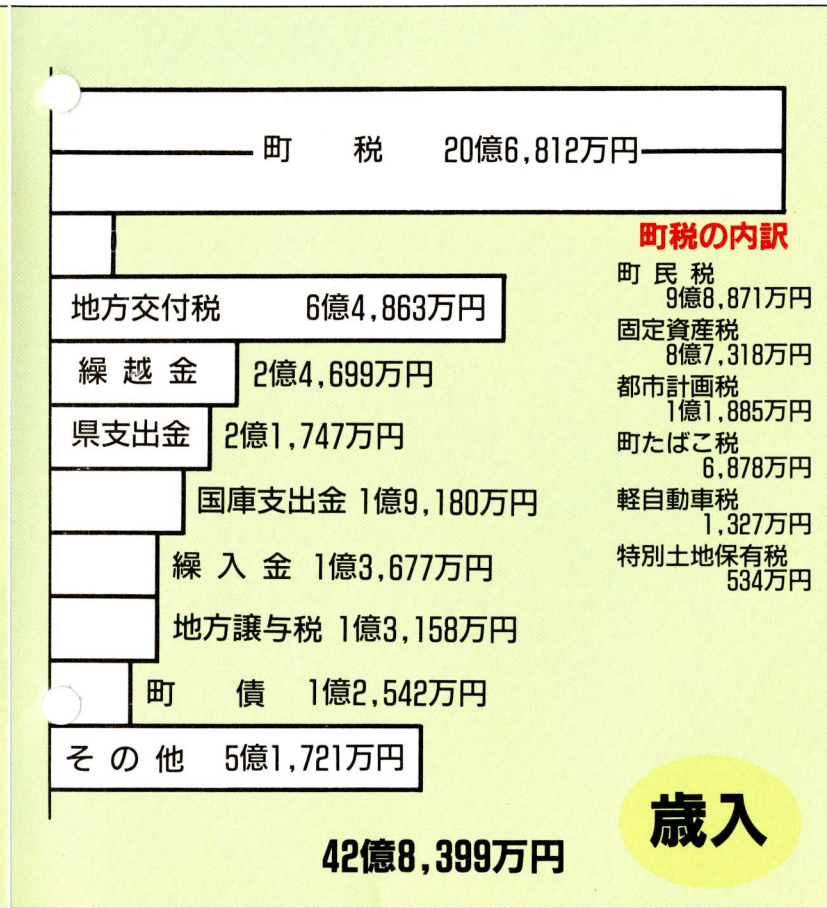 町 税 20億6,812万円
地方交付税 6億4,863万円
繰越金 2億4,699万円
県支出金 2億1,747万円
国庫支出金 1億9,180万円
繰入金 1億3,677万円
地方譲与税 1億3,158万円
町 債 1億2,542万円
その他 5億1,721万円
42億8,399万円
町税の内訳
町民税
9億8,871万円
固定資産税
8億7,318万円
都市計画税
1億1,885万円
町たばこ税
6,878万円
軽自動車税
1,327万円
特別土地保有税
534万円
歳入